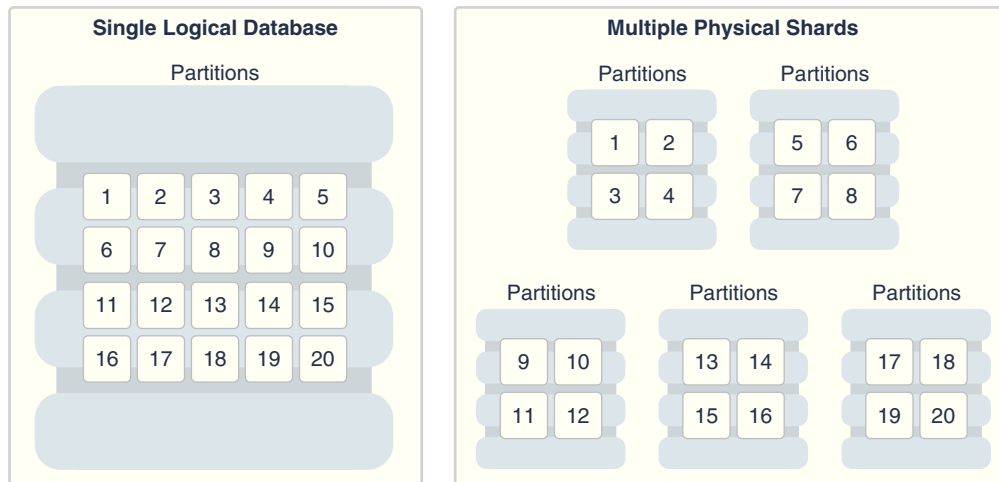 Single Logical Database
Partitions
1 2 3 4 5
6 7 8 9 10
11 12 13 14 15
16 17 18 19 20
Multiple Physical Shards
Partitions
1 2
3 4
Partitions
5 6
7 8
Partitions
9 10
11 12
Partitions
13 14
15 16
Partitions
17 18
19 20